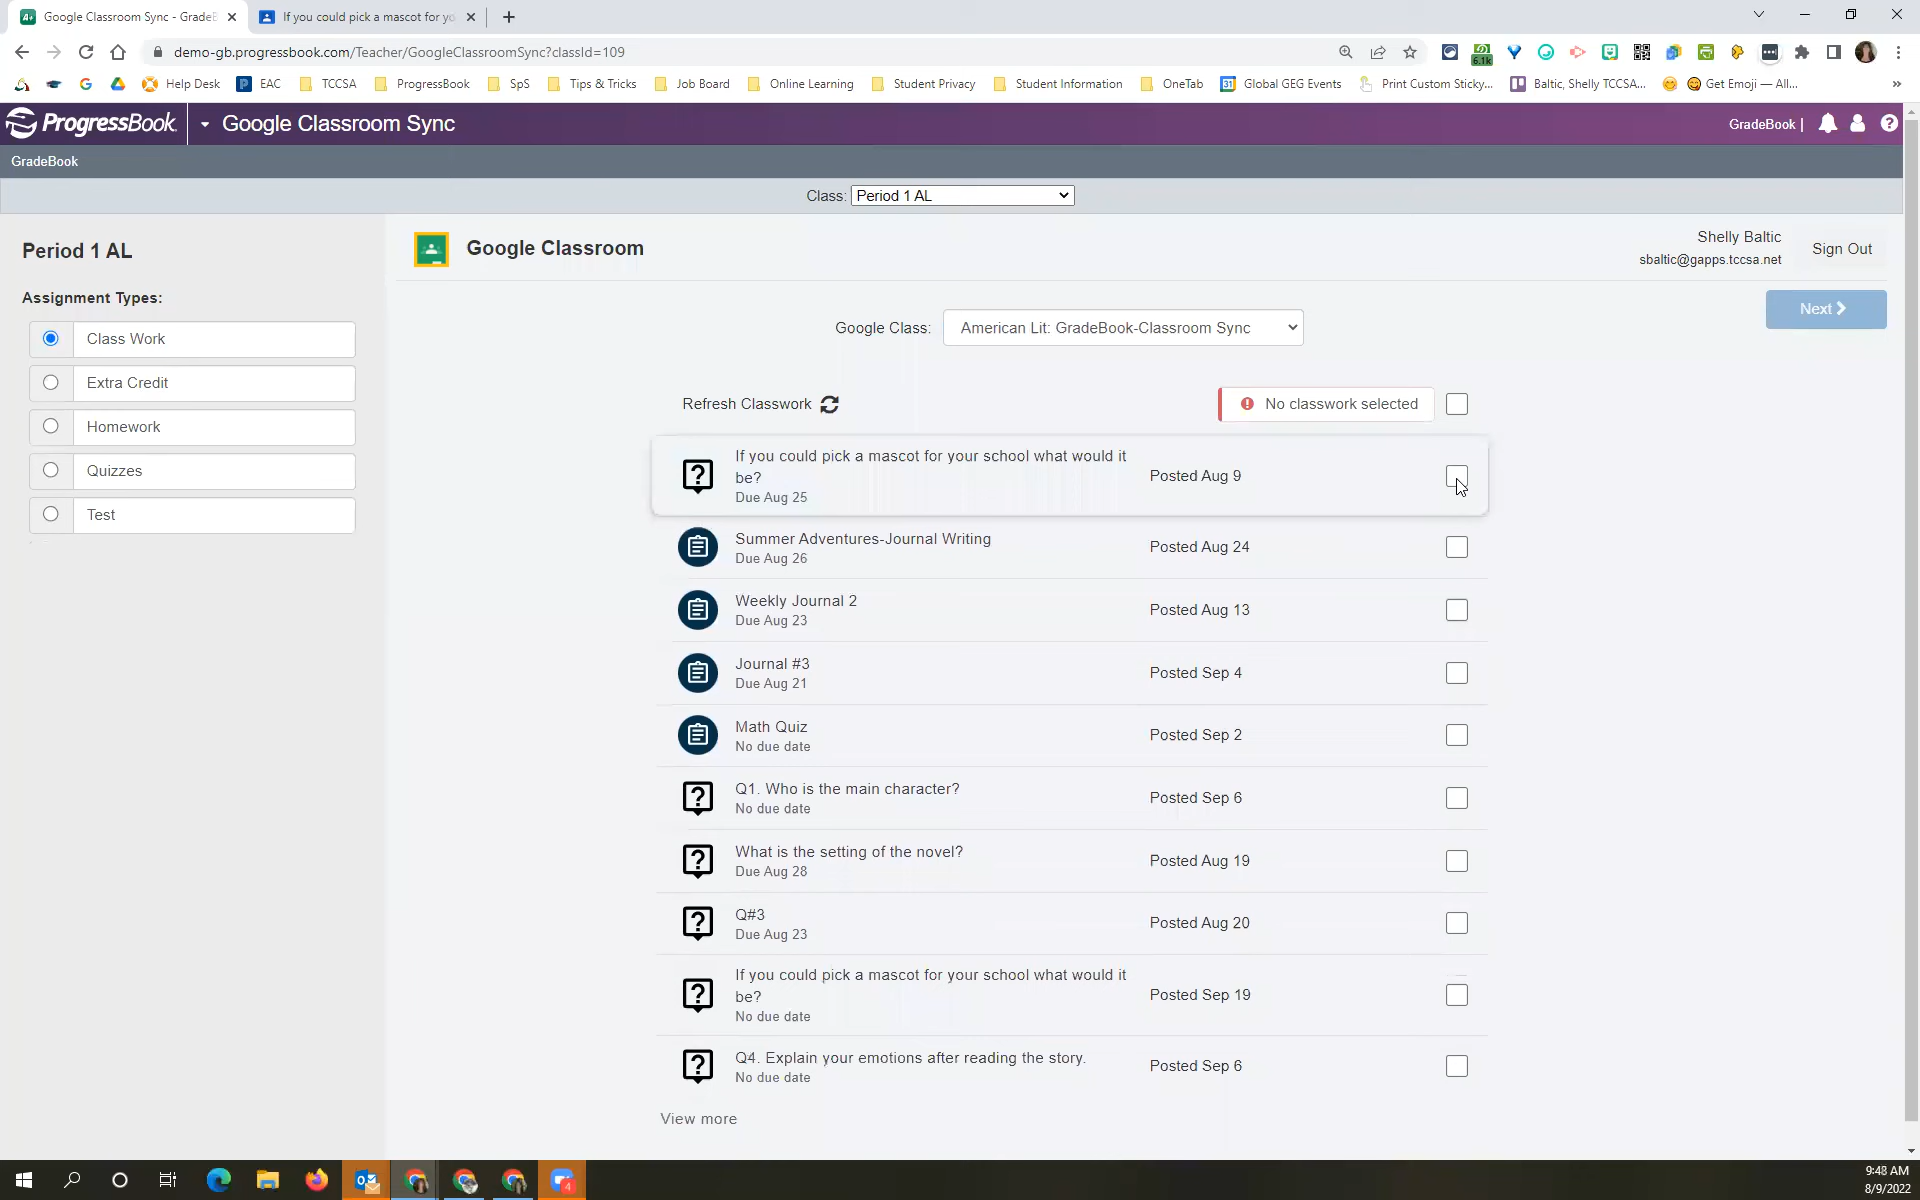 Google Classroom Sync - GradeB
If you could pick a mascot for yo
demo-gb.progressbook.com/Teacher/GoogleClassroomSync?classId=109
6.1k
Help Desk
EAC
TCCSA
ProgressBook
SpS
Tips & Tricks
Job Board
Online Learning
Student Privacy
Student Information
OneTab
Global GEG Events
Print Custom Sticky...
Baltic, Shelly TCCSA...
Get Emoji — All...
ProgressBook
Google Classroom Sync
GradeBook |
GradeBook
Class: Period 1 AL
Period 1 AL
Assignment Types:
Class Work
Extra Credit
Homework
Quizzes
Test
Google Classroom
Shelly Baltic
sbaltic@gapps.tccsa.net
Sign Out
Next
Google Class: American Lit: GradeBook-Classroom Sync
Refresh Classwork
No classwork selected
If you could pick a mascot for your school what would it
be?
Due Aug 25
Posted Aug 9
Summer Adventures-Journal Writing
Due Aug 26
Posted Aug 24
Weekly Journal 2
Due Aug 23
Posted Aug 13
Journal #3
Due Aug 21
Posted Sep 4
Math Quiz
No due date
Posted Sep 2
Q1. Who is the main character?
No due date
Posted Sep 6
What is the setting of the novel?
Due Aug 28
Posted Aug 19
Q#3
Due Aug 23
Posted Aug 20
If you could pick a mascot for your school what would it
be?
No due date
Posted Sep 19
Q4. Explain your emotions after reading the story.
No due date
Posted Sep 6
View more
9:48 AM
8/9/2022